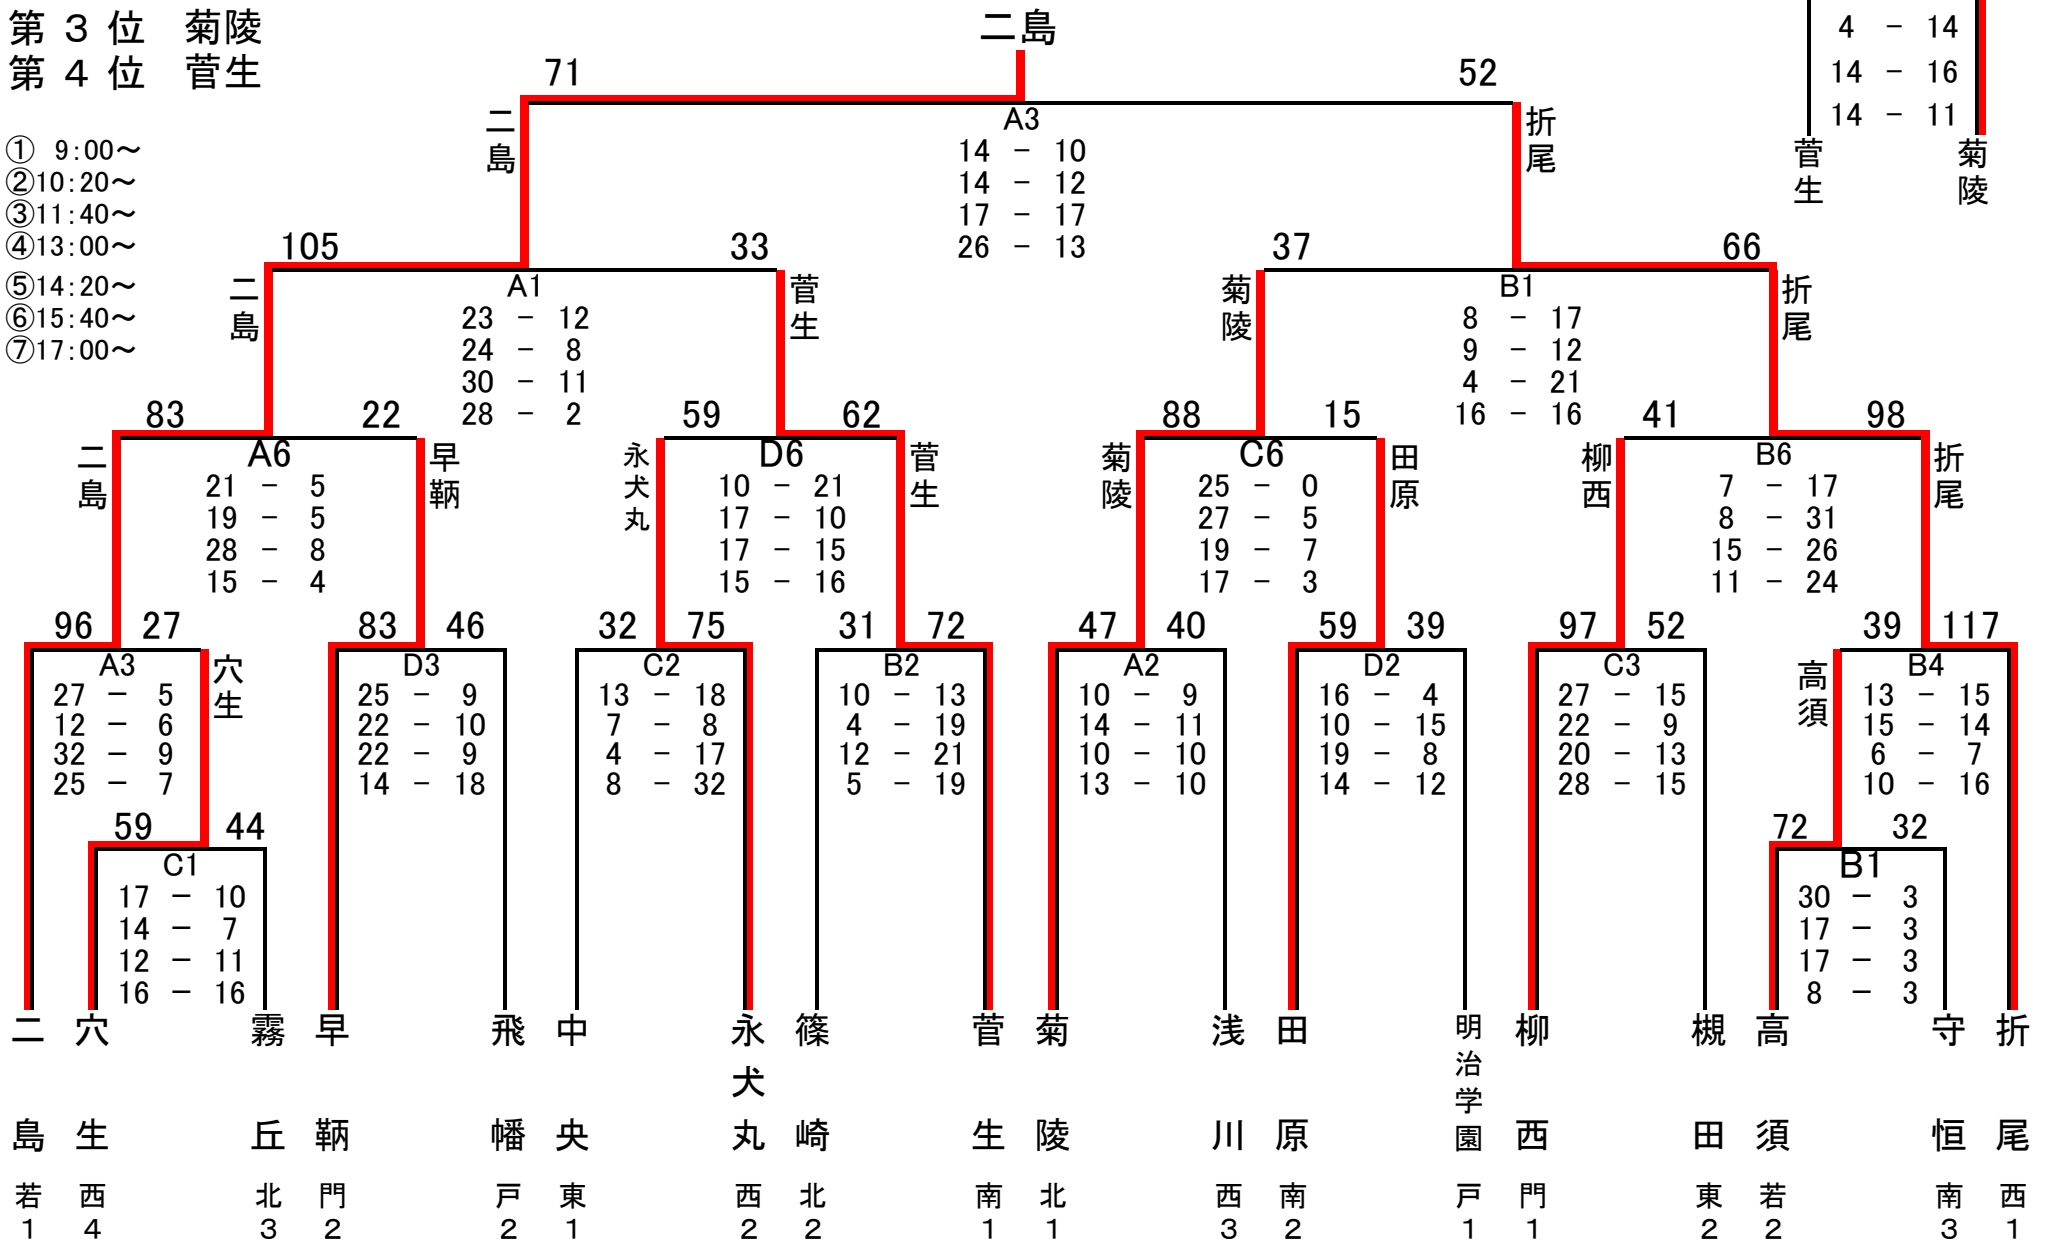 第 3 位 菊陵
第 4 位 菅生
二島
4 － 14
14 － 16
14 － 11
菅生
菊陵
① 9:00～
②10:20～
③11:40～
④13:00～
⑤14:20～
⑥15:40～
⑦17:00～
71 52
二島
折尾
A3
14 － 10
14 － 12
17 － 17
26 － 13
105 33
二島
菅生
A1
23 － 12
24 － 8
30 － 11
28 － 2
37 66
菊陵
折尾
B1
8 － 17
9 － 12
4 － 21
16 － 16
83 22
二島
早鞆
A6
21 － 5
19 － 5
28 － 8
15 － 4
59 62
永犬丸
菅生
D6
10 － 21
17 － 10
17 － 15
15 － 16
88 15
菊陵
田原
C6
25 － 0
27 － 5
19 － 7
17 － 3
41 98
柳西
折尾
B6
7 － 17
8 － 31
15 － 26
11 － 24
96 27
穴生
A3
27 － 5
12 － 6
32 － 9
25 － 7
83 46
D3
25 － 9
22 － 10
22 － 9
14 － 18
32 75
C2
13 － 18
7 － 8
4 － 17
8 － 32
31 72
B2
10 － 13
4 － 19
12 － 21
5 － 19
47 40
A2
10 － 9
14 － 11
10 － 10
13 － 10
59 39
D2
16 － 4
10 － 15
19 － 8
14 － 12
97 52
C3
27 － 15
22 － 9
20 － 13
28 － 15
39 117
高須
B4
13 － 15
15 － 14
6 － 7
10 － 16
59 44
C1
17 － 10
14 － 7
12 － 11
16 － 16
72 32
B1
30 － 3
17 － 3
17 － 3
8 － 3
二島 若1
穴生 西4
霧丘 北3
早鞆 門2
飛幡 戸2
中央 東1
永犬丸 西2
篠崎 北2
菅生 南1
菊陵 北1
浅川 西3
田原 南2
明治学園 戸1
柳西 門1
槻田 東2
高須 若2
守恒 南3
折尾 西1